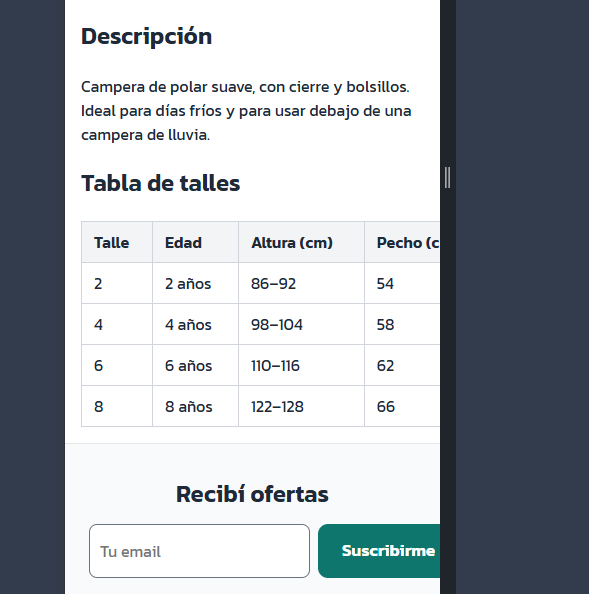 Descripción
Campera de polar suave, con cierre y bolsillos.
Ideal para días fríos y para usar debajo de una
campera de lluvia.
Tabla de talles
Talle Edad Altura (cm) Pecho (c
2 2 años 86–92 54
4 4 años 98–104 58
6 6 años 110–116 62
8 8 años 122–128 66
Recibí ofertas
Tu email Suscribirme